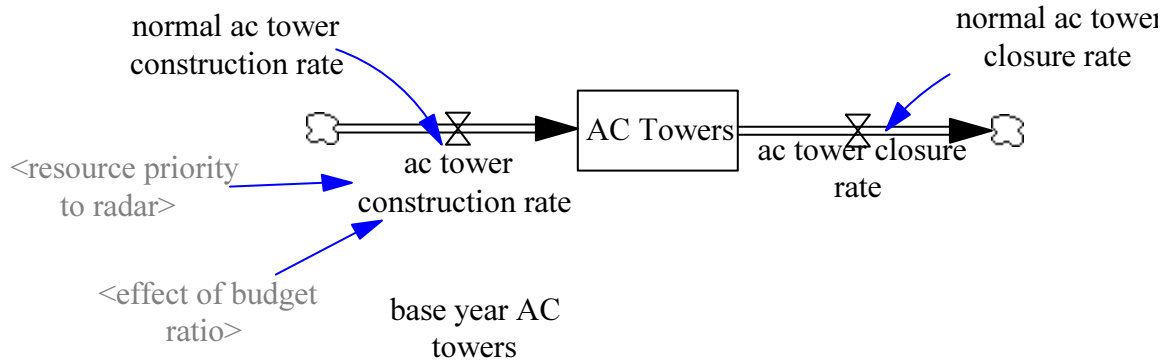 normal ac tower
construction rate
normal ac tower
closure rate
AC Towers
ac tower closure
rate
ac tower
construction rate
<resource priority
to radar>
<effect of budget
ratio>
base year AC
towers